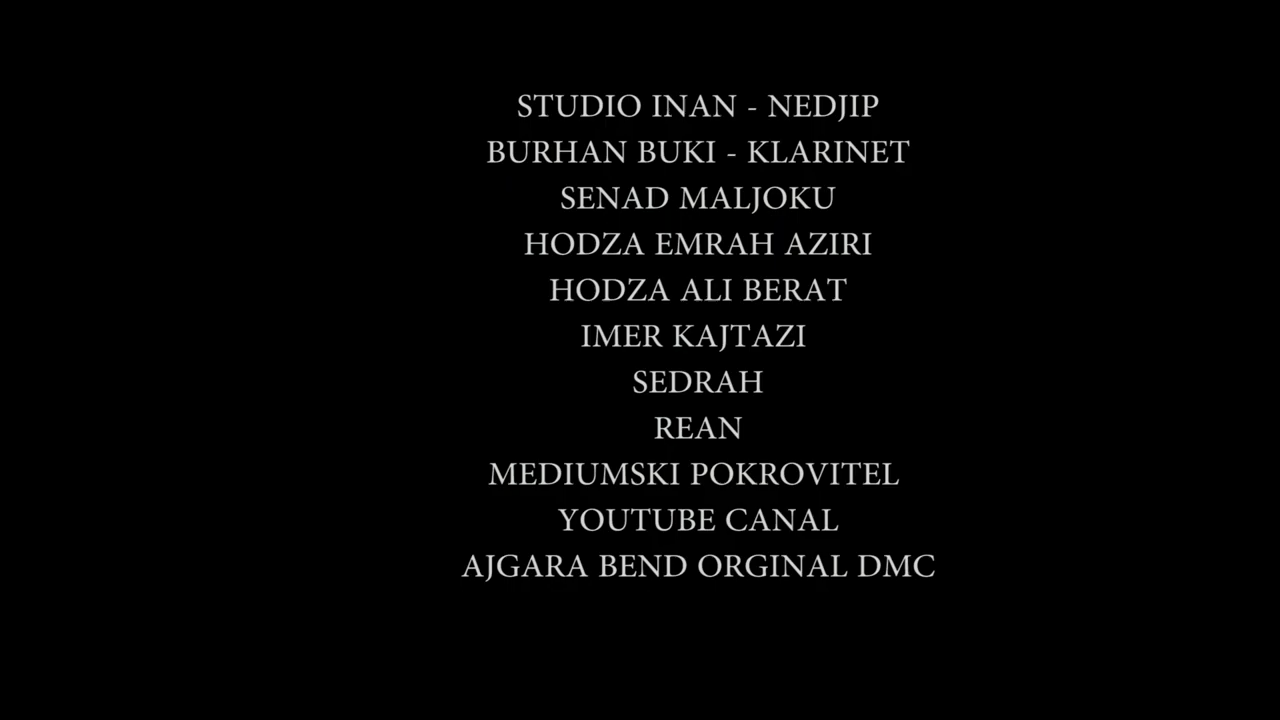 STUDIO INAN - NEDJIP
BURHAN BUKI - KLARINET
SENAD MALJOKU
HODZA EMRAH AZIRI
HODZA ALI BERAT
IMER KAJTAZI
SEDRAH
REAN
MEDIUMSKI POKROVITEL
YOUTUBE CANAL
AJGARA BEND ORGINAL DMC